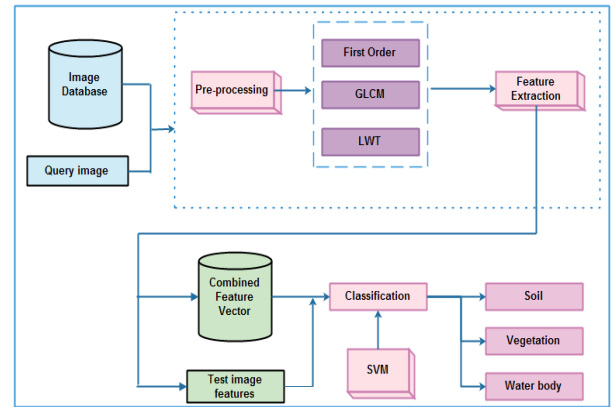 Image
Database
Query image
Pre-processing
First Order
GLCM
LWT
Feature
Extraction
Combined
Feature
Vector
Test image
features
Classification
SVM
Soil
Vegetation
Water body